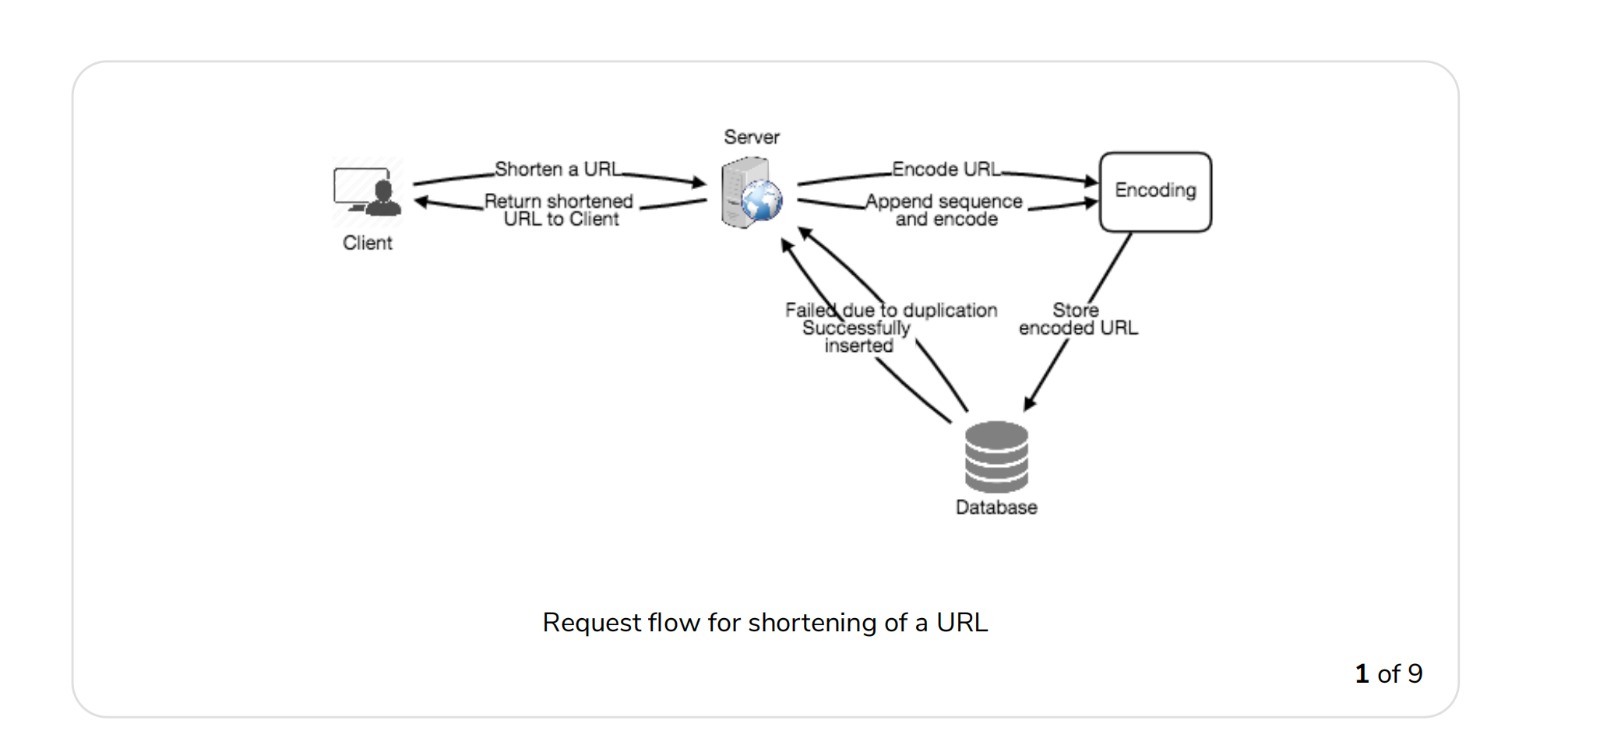 Server
Shorten a URL
Encode URL
Encoding
Return shortened
URL to Client
Append sequence
and encode
Client
Failed due to duplication
Successfully
inserted
Store
encoded URL
Database
Request flow for shortening of a URL
1 of 9